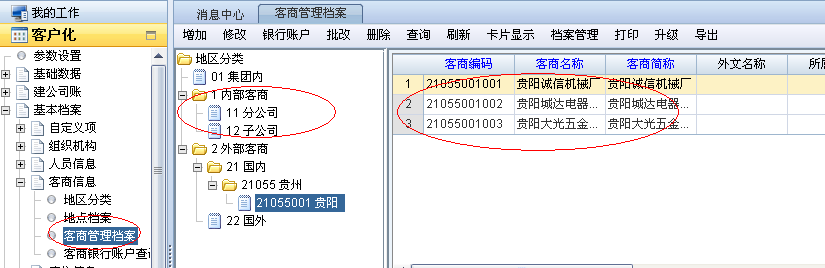 我的工作
客户化
参数设置
基础数据
建公司账
基本档案
自定义项
组织机构
人员信息
客商信息
地区分类
地点档案
客商管理档案
客商银行账户查
消息中心 客商管理档案
增加 修改 银行账户 批改 删除 查询 刷新 卡片显示 档案管理 打印 升级 导出
地区分类
01 集团内
1 内部客商
11 分公司
12 子公司
2 外部客商
21 国内
21055 贵州
21055001 贵阳
22 国外
客商编码 客商名称 客商简称 外文名称 所属
1 21055001001 贵阳诚信机械厂 贵阳诚信机械厂
2 21055001002 贵阳城达电器... 贵阳城达电器...
3 21055001003 贵阳大光五金... 贵阳大光五金...